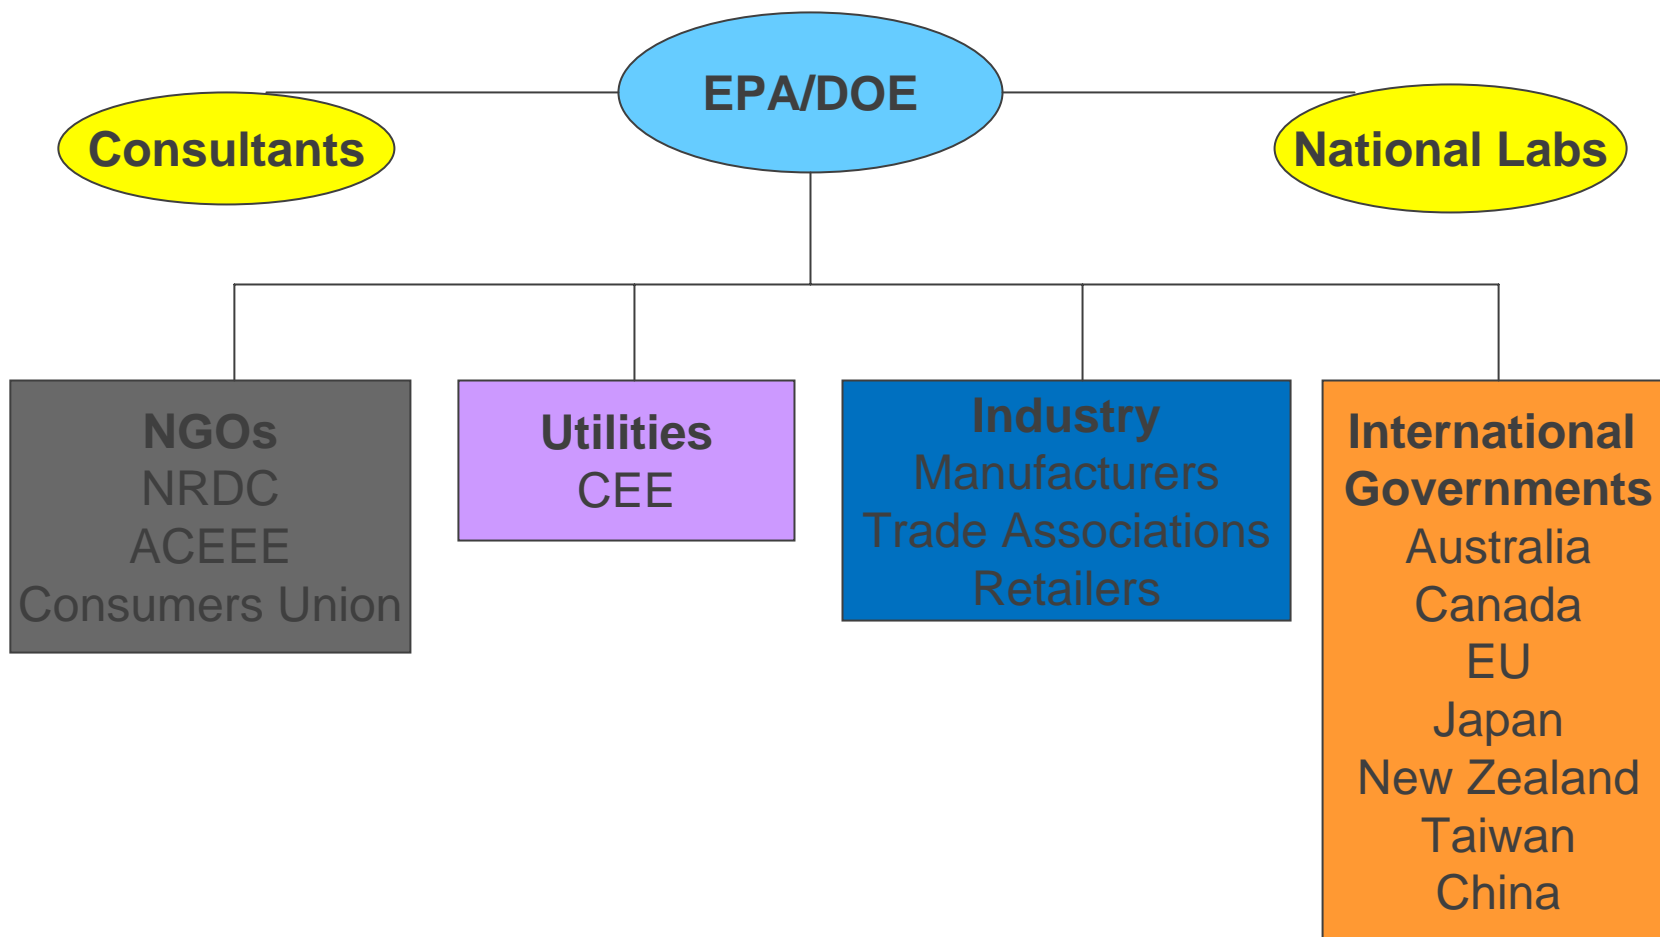 EPA/DOE
Consultants
National Labs
NGOs
NRDC
ACEEE
Consumers Union
Utilities
CEE
Industry
Manufacturers
Trade Associations
Retailers
International
Governments
Australia
Canada
EU
Japan
New Zealand
Taiwan
China